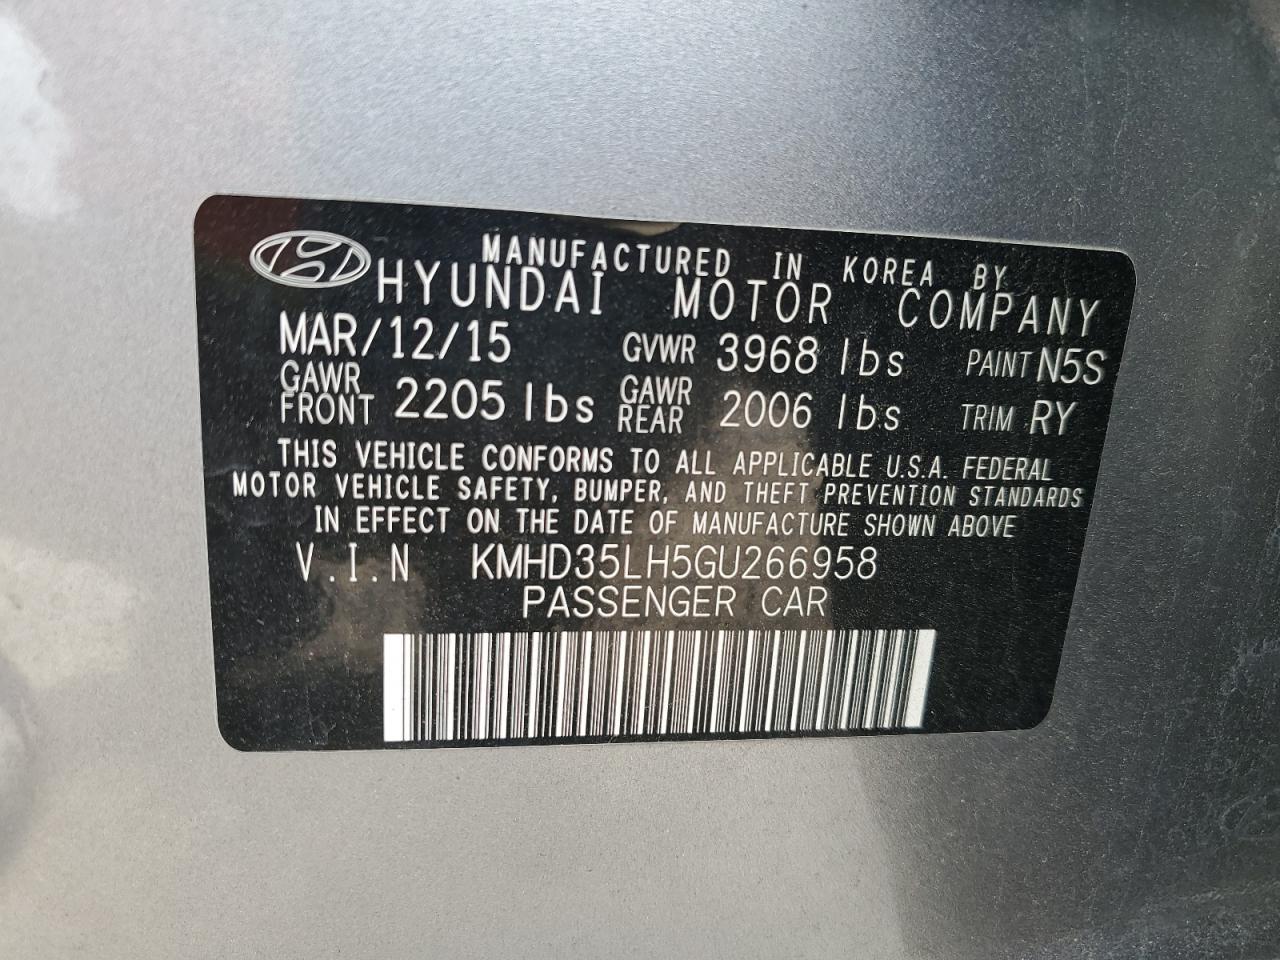 MANUFACTURED IN KOREA BY
HYUNDAI MOTOR COMPANY
MAR/12/15 GVWR 3968 lbs PAINT N5S
GAWR FRONT 2205 lbs GAWR REAR 2006 lbs TRIM RY
THIS VEHICLE CONFORMS TO ALL APPLICABLE U.S.A. FEDERAL
MOTOR VEHICLE SAFETY, BUMPER, AND THEFT PREVENTION STANDARDS
IN EFFECT ON THE DATE OF MANUFACTURE SHOWN ABOVE
V.I.N KMHD35LH5GU266958
PASSENGER CAR